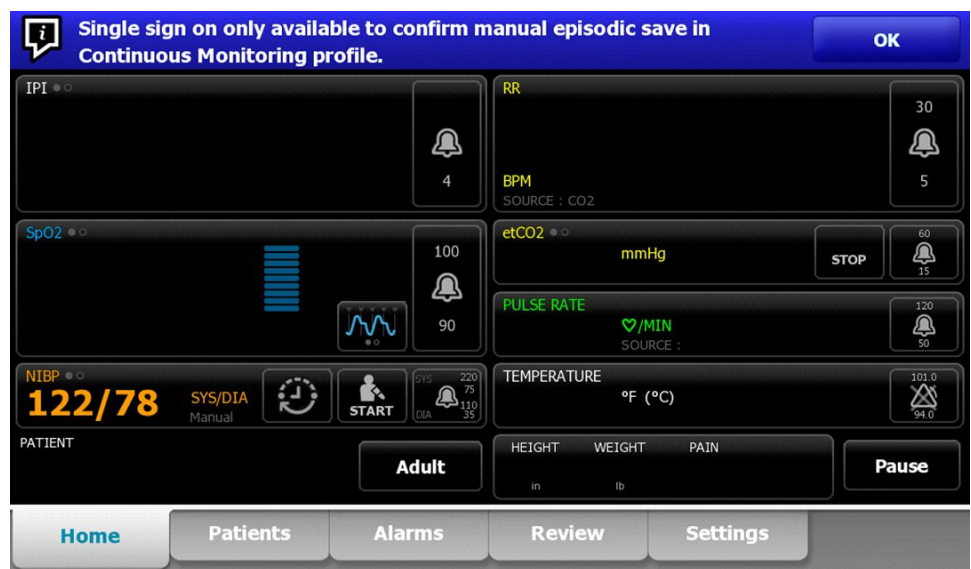 Single sign on only available to confirm manual episodic save in
Continuous Monitoring profile.
OK
IPI
4
RR
BPM
SOURCE : CO2
30
5
SpO2
100
90
etCO2
mmHg
STOP
60
15
PULSE RATE
/MIN
SOURCE :
120
50
NIBP
122/78
SYS/DIA
Manual
START
SYS 220
75
110
DIA 35
TEMPERATURE
°F (°C)
101.0
94.0
PATIENT
Adult
HEIGHT WEIGHT PAIN
in lb
Pause
Home Patients Alarms Review Settings